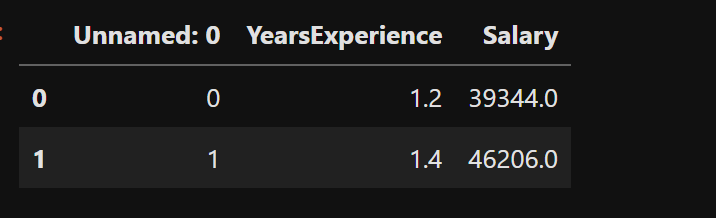 Unnamed: 0 YearsExperience Salary
0 0 1.2 39344.0
1 1 1.4 46206.0